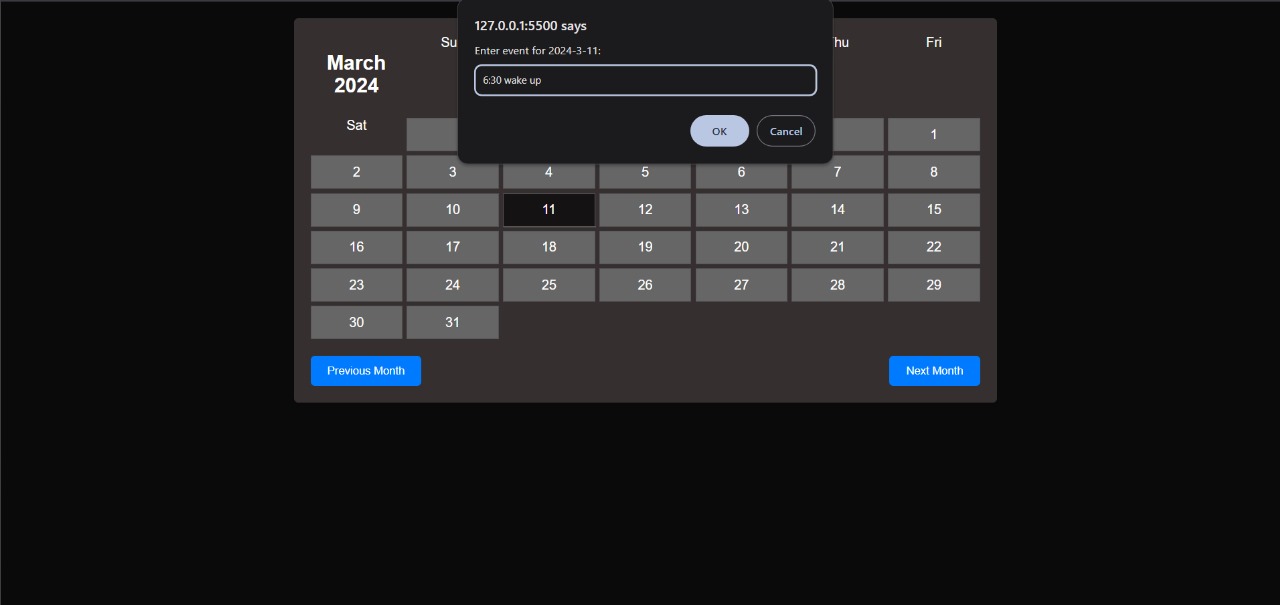 127.0.0.1:5500 says
Enter event for 2024-3-11:
6:30 wake up
OK Cancel
Su hu Fri
March
2024
Sat 1
2 3 4 5 6 7 8
9 10 11 12 13 14 15
16 17 18 19 20 21 22
23 24 25 26 27 28 29
30 31
Previous Month Next Month